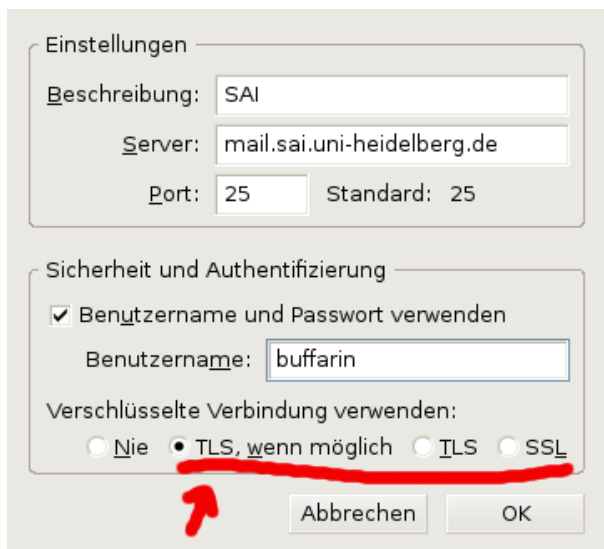 Einstellungen
Beschreibung: SAI
Server: mail.sai.uni-heidelberg.de
Port: 25 Standard: 25
Sicherheit und Authentifizierung
Benutzername und Passwort verwenden
Benutzername: buffarin
Verschlüsselte Verbindung verwenden:
Nie TLS, wenn möglich TLS SSL
Abbrechen OK